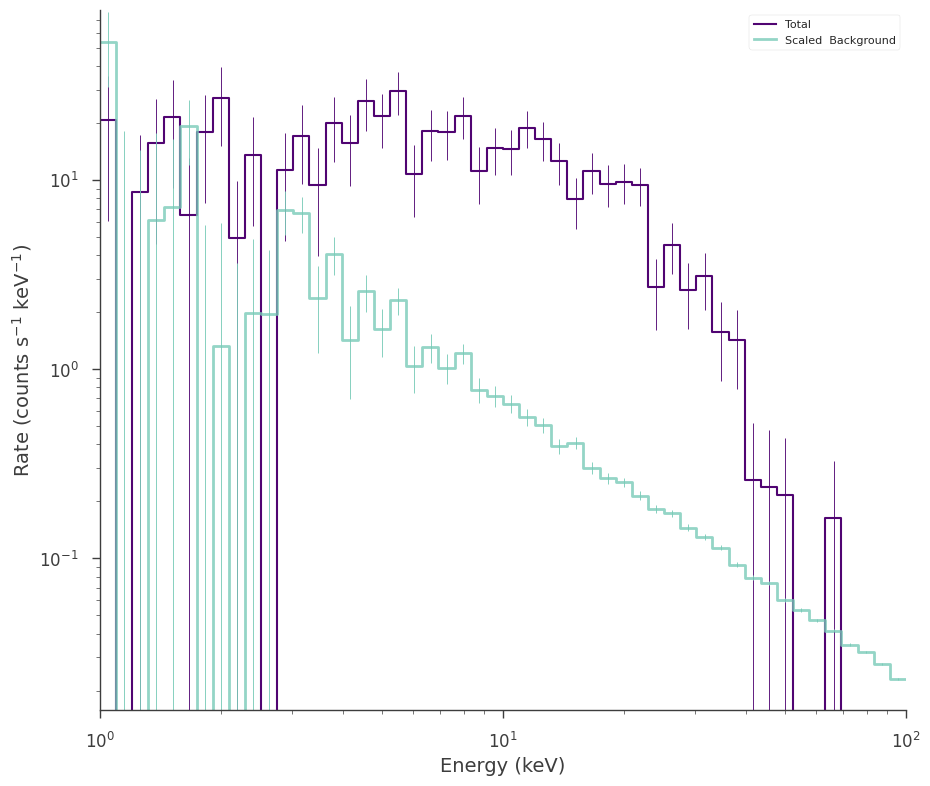 Total
Scaled  Background
10¹
10⁰
10⁻¹
Rate (counts s⁻¹ keV⁻¹)
10⁰
10¹
10²
Energy (keV)